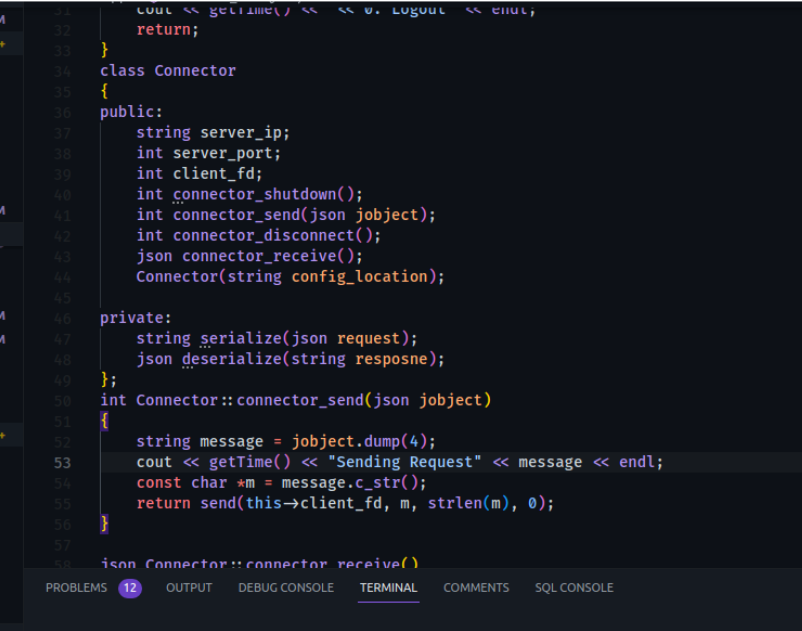 31 cout << getTime() << "<< 0. Logout" << endl;
32 return;
33 }
34 class Connector
35 {
36 public:
37 string server_ip;
38 int server_port;
39 int client_fd;
40 int connector_shutdown();
41 int connector_send(json jobject);
42 int connector_disconnect();
43 json connector_receive();
44 Connector(string config_location);
45
46 private:
47 string serialize(json request);
48 json deserialize(string resposne);
49 };
50 int Connector::connector_send(json jobject)
51 {
52 string message = jobject.dump(4);
53 cout << getTime() << "Sending Request" << message << endl;
54 const char *m = message.c_str();
55 return send(this->client_fd, m, strlen(m), 0);
56 }
57
58 json Connector::connector_receive()
PROBLEMS 12 OUTPUT DEBUG CONSOLE TERMINAL COMMENTS SQL CONSOLE